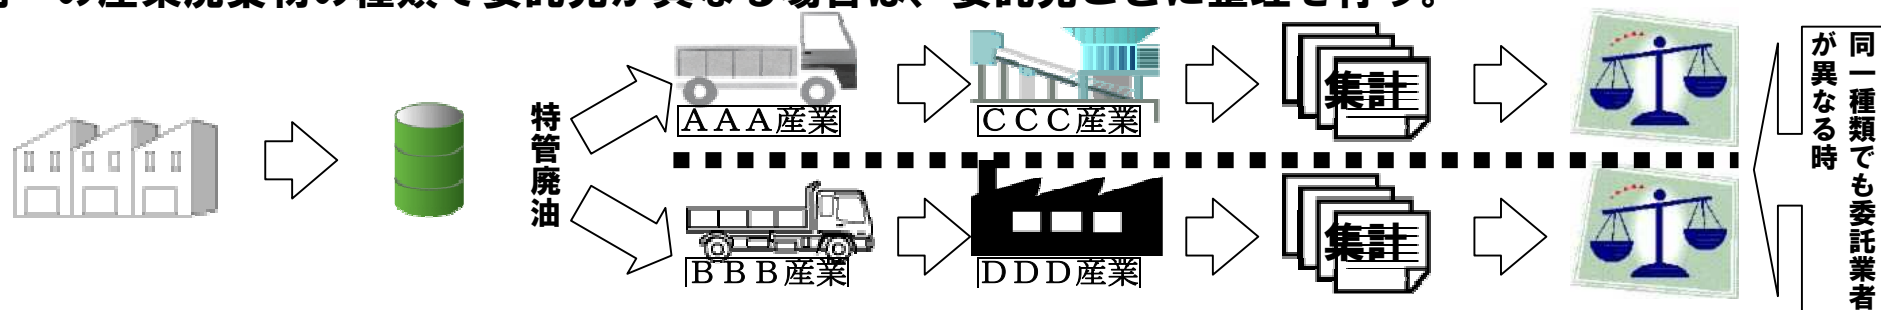 の産業廃棄物の種類で委託先が異なる場合は、委託先ごとに整理を行う。
特管廃油
ＡＡＡ産業
ＣＣＣ産業
集計
ＢＢＢ産業
ＤＤＤ産業
集計
同一種類でも委託業者
が異なる時